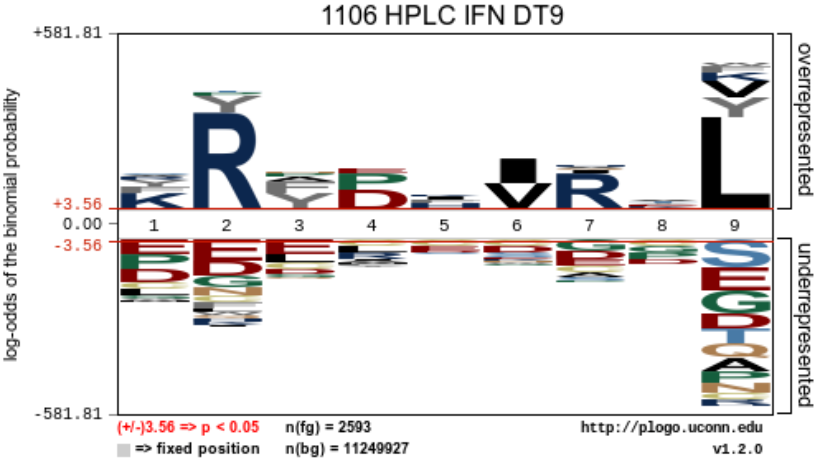 1106 HPLC IFN DT9
+581.81
log-odds of the binomial probability
overrepresented
+3.56
0.00
-3.56
1 2 3 4 5 6 7 8 9
underrepresented
-581.81
(+/-)3.56 => p < 0.05
n(fg) = 2593
http://plogo.uconn.edu
=> fixed position
n(bg) = 11249927
v1.2.0